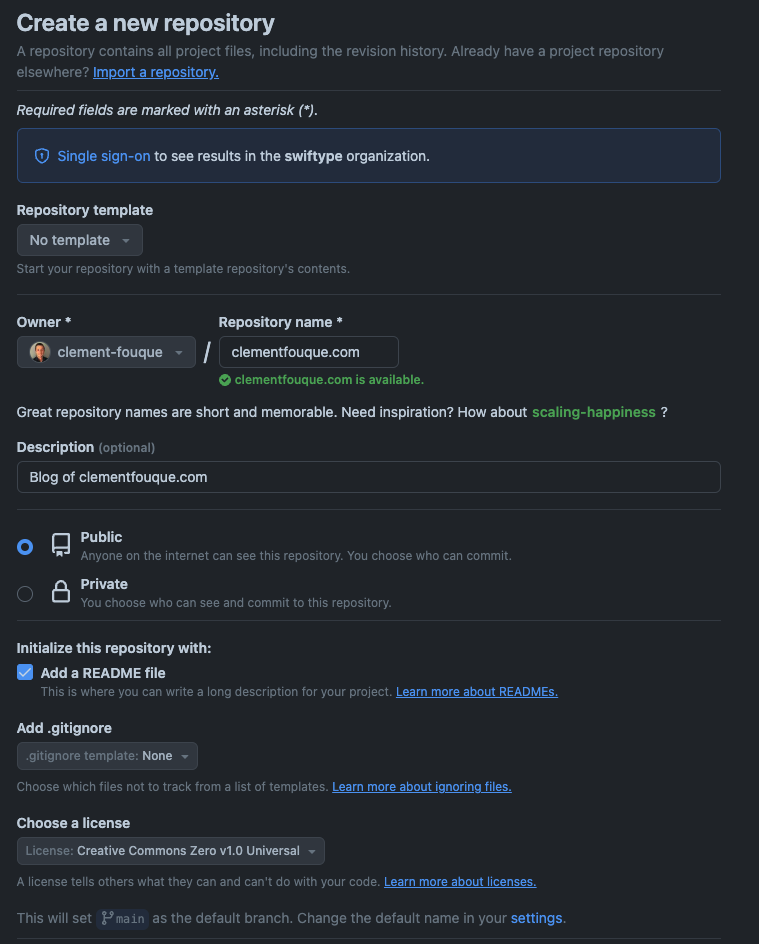 Create a new repository
A repository contains all project files, including the revision history. Already have a project repository
elsewhere? Import a repository.
Required fields are marked with an asterisk (*).
Single sign-on to see results in the swiftype organization.
Repository template
No template
Start your repository with a template repository's contents.
Owner * Repository name *
clement-fouque / clementfouque.com
clementfouque.com is available.
Great repository names are short and memorable. Need inspiration? How about scaling-happiness ?
Description (optional)
Blog of clementfouque.com
Public
Anyone on the internet can see this repository. You choose who can commit.
Private
You choose who can see and commit to this repository.
Initialize this repository with:
Add a README file
This is where you can write a long description for your project. Learn more about READMEs.
Add .gitignore
.gitignore template: None
Choose which files not to track from a list of templates. Learn more about ignoring files.
Choose a license
License: Creative Commons Zero v1.0 Universal
A license tells others what they can and can't do with your code. Learn more about licenses.
This will set main as the default branch. Change the default name in your settings.